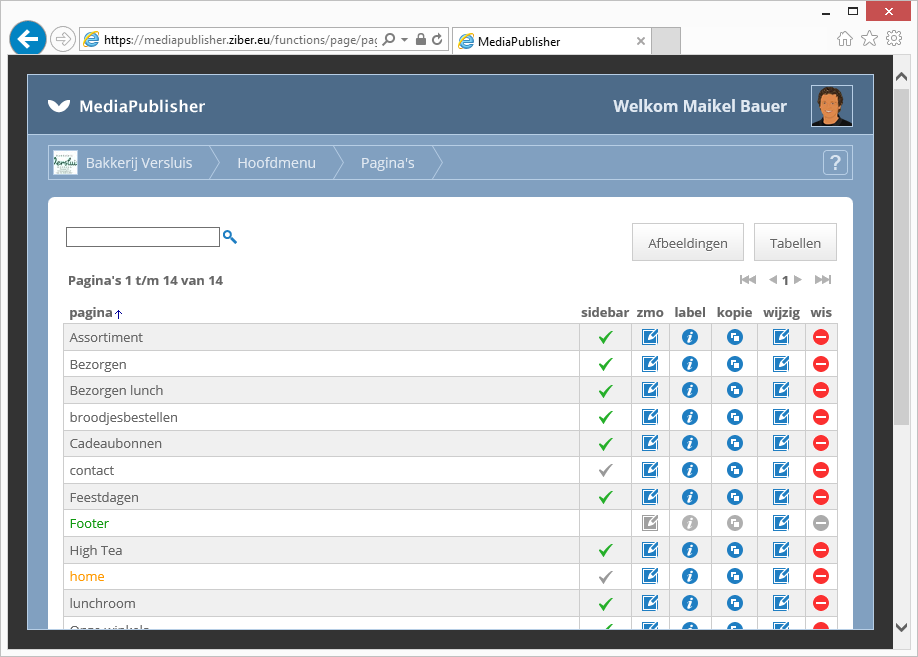 https://mediapublisher.ziber.eu/functions/page/pag
MediaPublisher
MediaPublisher
Welkom Maikel Bauer
Bakkerij Versluis
Hoofdmenu
Pagina's
?
Afbeeldingen
Tabellen
Pagina's 1 t/m 14 van 14
1
pagina sidebar zmo label kopie wijzig wis
Assortiment
Bezorgen
Bezorgen lunch
broodjesbestellen
Cadeaubonnen
contact
Feestdagen
Footer
High Tea
home
lunchroom